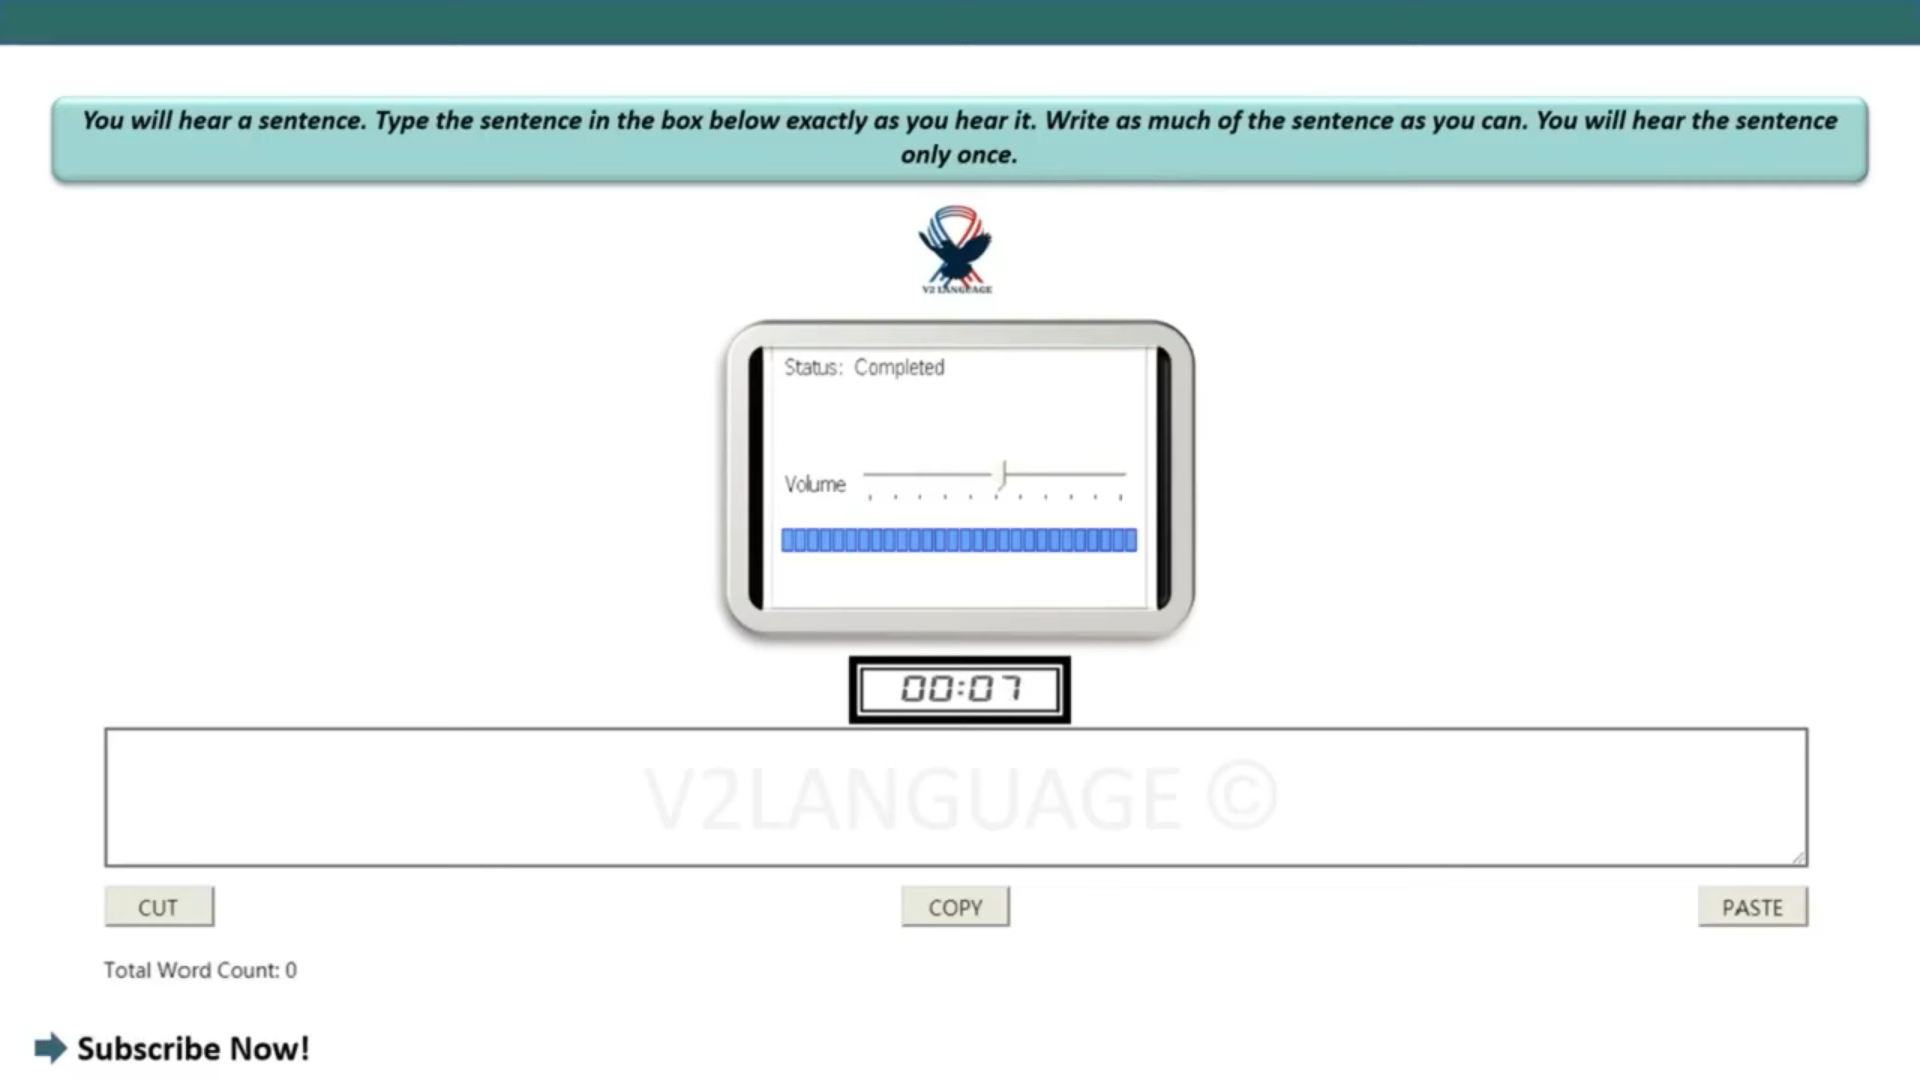 You will hear a sentence. Type the sentence in the box below exactly as you hear it. Write as much of the sentence as you can. You will hear the sentence
only once.
V2 LANGUAGE
Status: Completed
Volume
00:07
V2LANGUAGE ©
CUT
COPY
PASTE
Total Word Count: 0
Subscribe Now!